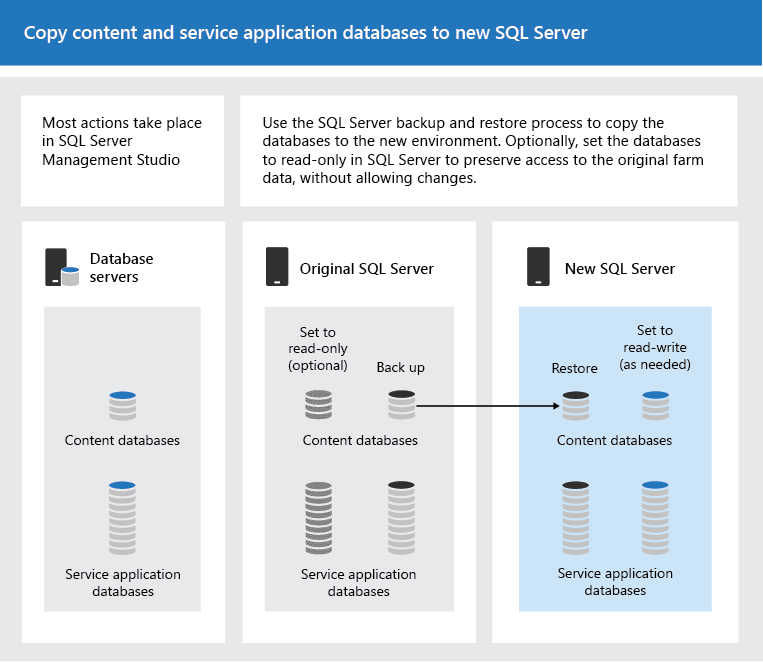 Copy content and service application databases to new SQL Server
Most actions take place
in SQL Server
Management Studio
Use the SQL Server backup and restore process to copy the
databases to the new environment. Optionally, set the databases
to read-only in SQL Server to preserve access to the original farm
data, without allowing changes.
Database
servers
Content databases
Service application
databases
Original SQL Server
Set to
read-only
(optional)
Back up
Content databases
Service application
databases
New SQL Server
Restore
Set to
read-write
(as needed)
Content databases
Service application
databases